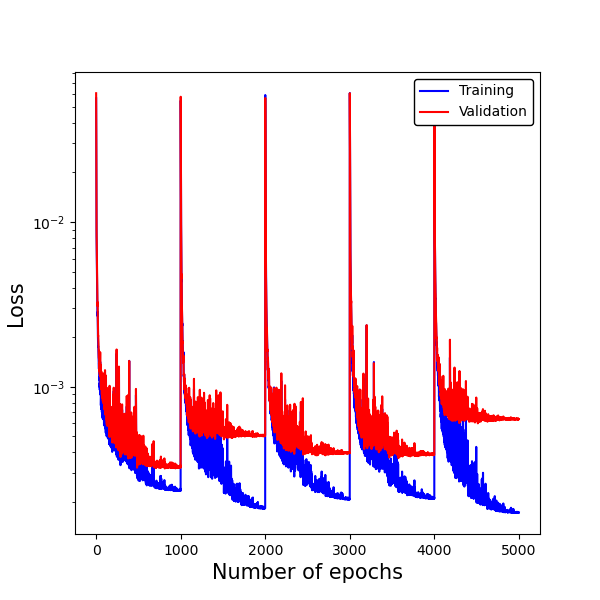 Training
Validation
10⁻²
10⁻³
Loss
0 1000 2000 3000 4000 5000
Number of epochs